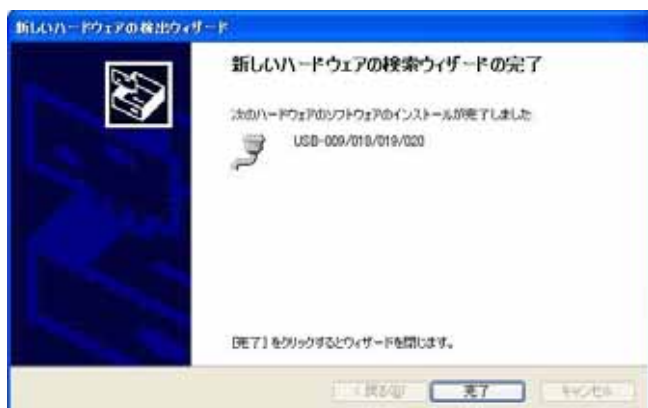 新しいハードウェアの検出ウィザード
新しいハードウェアの検索ウィザードの完了
次のハードウェアのソフトウェアのインストールが完了しました
USB-009/018/019/020
[完了] をクリックするとウィザードを閉じます。
< 戻る(B)
完了
キャンセル